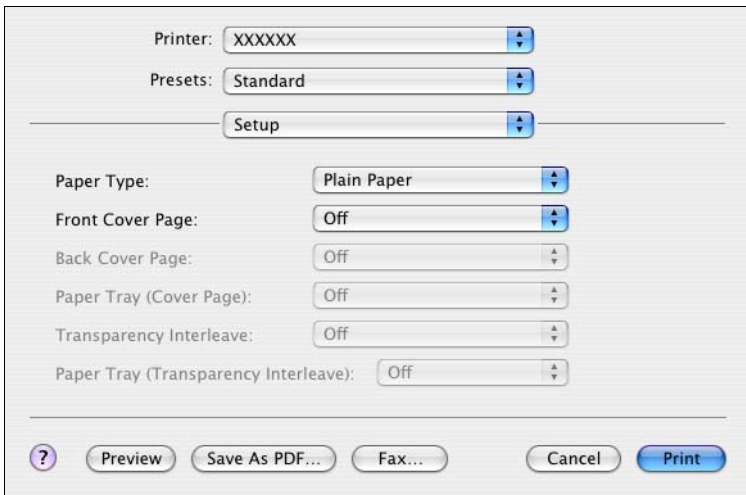 Printer: XXXXXX
Presets: Standard
Setup
Paper Type: Plain Paper
Front Cover Page: Off
Back Cover Page: Off
Paper Tray (Cover Page): Off
Transparency Interleave: Off
Paper Tray (Transparency Interleave): Off
? Preview Save As PDF... Fax... Cancel Print